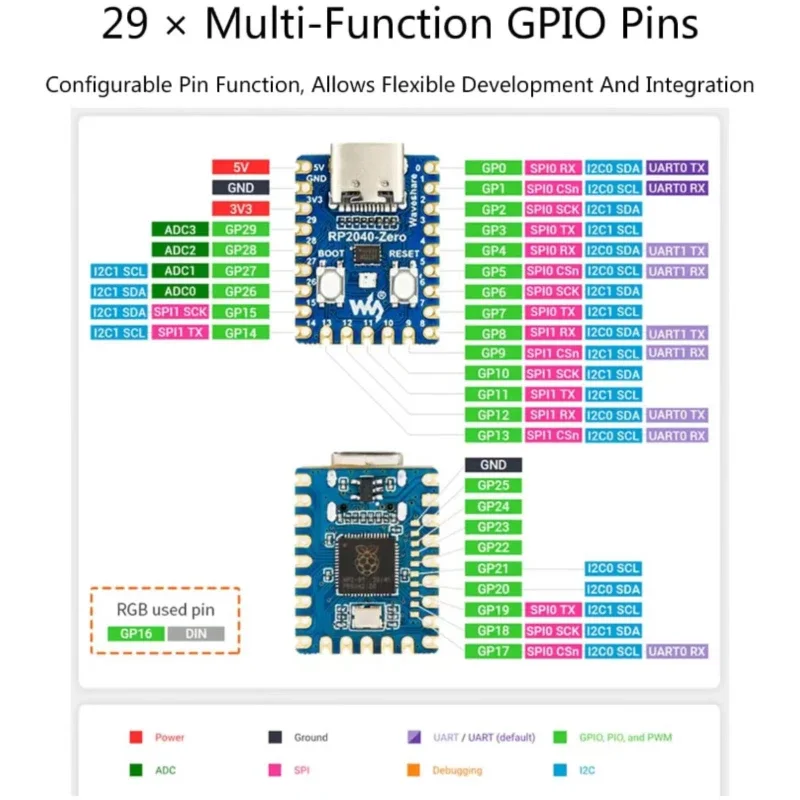 29 × Multi-Function GPIO Pins
Configurable Pin Function, Allows Flexible Development And Integration
5V
GND
3V3
ADC3 GP29
ADC2 GP28
I2C1 SCL ADC1 GP27
I2C1 SDA ADC0 GP26
I2C1 SDA SPI1 SCK GP15
I2C1 SCL SPI1 TX GP14
5V
GND
3V3
29
28
27
26
15
14
13
12
11
10
9
8
0
1
2
3
4
5
6
7
Waveshare
RP2040-Zero
BOOT RESET
GP0 SPI0 RX I2C0 SDA UART0 TX
GP1 SPI0 CSn I2C0 SCL UART0 RX
GP2 SPI0 SCK I2C1 SDA
GP3 SPI0 TX I2C1 SCL
GP4 SPI0 RX I2C0 SDA UART1 TX
GP5 SPI0 CSn I2C0 SCL UART1 RX
GP6 SPI0 SCK I2C1 SDA
GP7 SPI0 TX I2C1 SCL
GP8 SPI1 RX I2C0 SDA UART1 TX
GP9 SPI1 CSn I2C0 SCL UART1 RX
GP10 SPI1 SCK I2C1 SDA
GP11 SPI1 TX I2C1 SCL
GP12 SPI1 RX I2C0 SDA UART0 TX
GP13 SPI1 CSn I2C0 SCL UART0 RX
GND
GP25
GP24
GP23
GP22
GP21 I2C0 SCL
GP20 I2C0 SDA
GP19 SPI0 TX I2C1 SCL
GP18 SPI0 SCK I2C1 SDA
GP17 SPI0 CSn I2C0 SCL UART0 RX
RGB used pin
GP16 DIN
Power Ground UART / UART (default) GPIO, PIO, and PWM
ADC SPI Debugging I2C